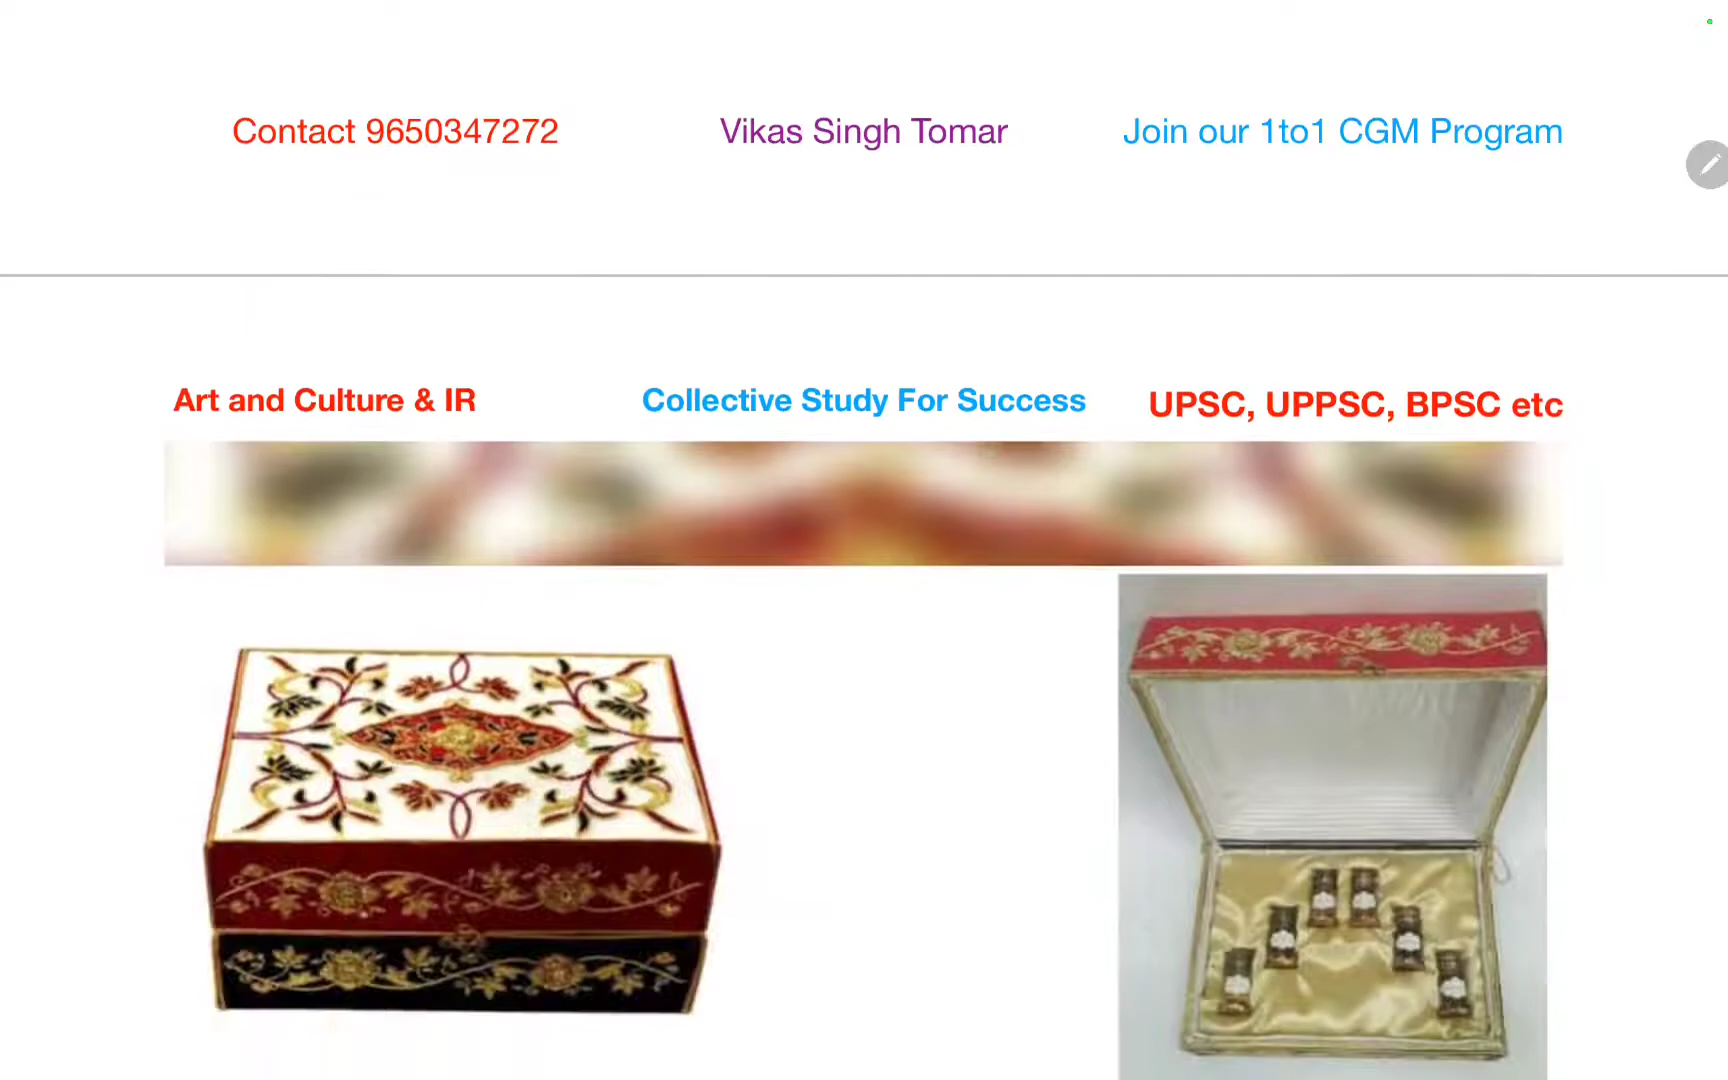 Contact 9650347272
Vikas Singh Tomar
Join our 1to1 CGM Program
Art and Culture & IR
Collective Study For Success
UPSC, UPPSC, BPSC etc